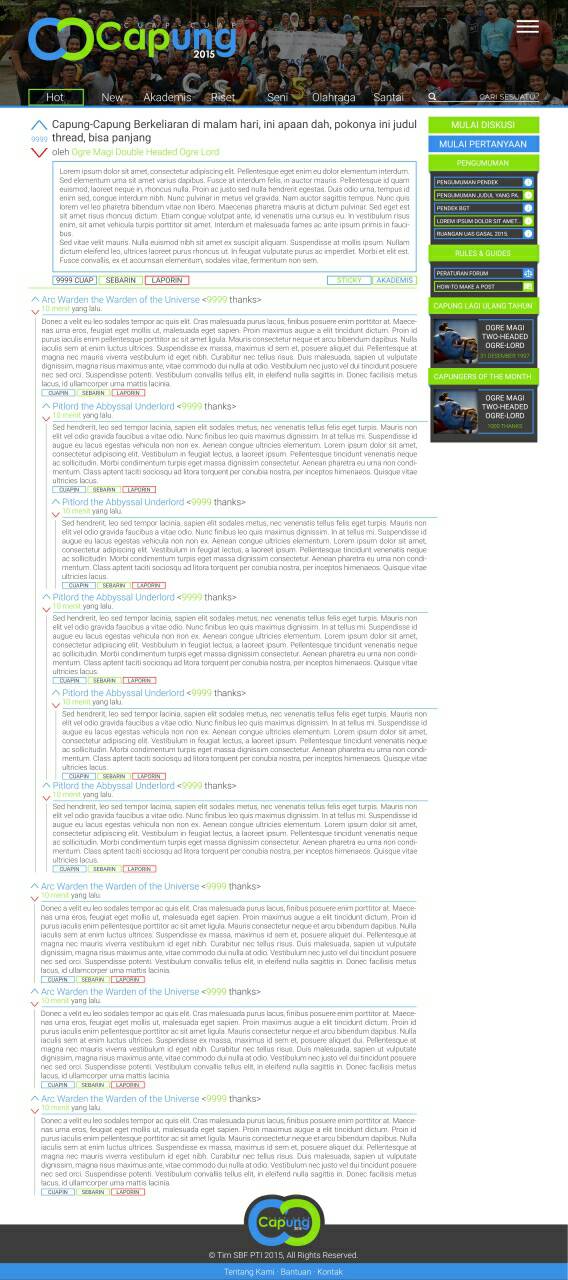 CUAP CUAP
Capung
2015
Hot New Akademis Riset Seni Olahraga Santai CARI SESUATU?
Capung-Capung Berkeliaran di malam hari, ini apaan dah, pokonya ini judul
thread, bisa panjang
9999
oleh Ogre Magi Double Headed Ogre Lord
Lorem ipsum dolor sit amet, consectetur adipiscing elit. Pellentesque eget enim eu dolor elementum interdum.
Sed elementum urna sit amet varius dapibus. Fusce at interdum felis, in auctor mauris. Pellentesque id quam
euismod, laoreet neque in, rhoncus nulla. Proin ac justo sed nulla hendrerit egestas. Duis odio urna, tempus id
enim sed, congue interdum nibh. Nunc pulvinar in metus vel gravida. Nam auctor sagittis tempus. Nunc quis
lorem vel leo pharetra bibendum vitae non libero. Maecenas pharetra mauris at dictum pulvinar. Sed eget est
sit amet risus rhoncus dictum. Etiam congue volutpat ante, id venenatis urna cursus eu. In vestibulum risus
enim, sit amet vehicula turpis porttitor sit amet. Interdum et malesuada fames ac ante ipsum primis in fauci-
bus.
Sed vitae velit mauris. Nulla euismod nibh sit amet ex suscipit aliquam. Suspendisse at mollis ipsum. Nullam
dictum eleifend leo, ultrices laoreet purus rhoncus ut. In feugiat vulputate purus ac imperdiet. Morbi et elit est.
Fusce convallis, ex et accumsan elementum, sodales vitae, fermentum non sem.
9999 CUAP SEBARIN LAPORIN STICKY AKADEMIS
Arc Warden the Warden of the Universe <9999 thanks>
10 menit yang lalu.
Donec a velit eu leo sodales tempor ac quis elit. Cras malesuada purus lacus, finibus posuere enim porttitor at. Maece-
nas urna eros, feugiat eget mollis ut, malesuada eget sapien. Proin maximus augue a elit tincidunt dictum. Proin id
purus iaculis enim pellentesque porttitor ac sit amet ligula. Mauris consectetur neque et arcu bibendum dapibus. Nulla
iaculis sem at enim luctus ultrices. Suspendisse ex massa, maximus id sem et, posuere aliquet dui. Pellentesque at
magna nec mauris viverra vestibulum id eget nibh. Curabitur nec tellus risus. Duis malesuada, sapien ut vulputate
dignissim, magna risus maximus ante, vitae commodo dui nulla at odio. Vestibulum nec justo vel dui tincidunt tincidunt
nec sed orci. Suspendisse potenti. Vestibulum convallis tellus elit, in eleifend nulla sagittis in. Donec facilisis metus
lacus, id ullamcorper urna mattis lacinia.
CUAPIN SEBARIN LAPORIN
Pitlord the Abbyssal Underlord <9999 thanks>
10 menit yang lalu.
Sed hendrerit, leo sed tempor lacinia, sapien elit sodales metus, nec venenatis tellus felis eget turpis. Mauris non
elit vel odio gravida faucibus a vitae odio. Nunc finibus leo quis maximus dignissim. In at tellus mi. Suspendisse id
augue eu lacus egestas vehicula non non ex. Aenean congue ultricies elementum. Lorem ipsum dolor sit amet,
consectetur adipiscing elit. Vestibulum in feugiat lectus, a laoreet ipsum. Pellentesque tincidunt venenatis neque
ac sollicitudin. Morbi condimentum turpis eget massa dignissim consectetur. Aenean pharetra eu urna non condi-
mentum. Class aptent taciti sociosqu ad litora torquent per conubia nostra, per inceptos himenaeos. Quisque vitae
ultricies lacus.
CUAPIN SEBARIN LAPORIN
Pitlord the Abbyssal Underlord <9999 thanks>
10 menit yang lalu.
Sed hendrerit, leo sed tempor lacinia, sapien elit sodales metus, nec venenatis tellus felis eget turpis. Mauris non
elit vel odio gravida faucibus a vitae odio. Nunc finibus leo quis maximus dignissim. In at tellus mi. Suspendisse id
augue eu lacus egestas vehicula non non ex. Aenean congue ultricies elementum. Lorem ipsum dolor sit amet,
consectetur adipiscing elit. Vestibulum in feugiat lectus, a laoreet ipsum. Pellentesque tincidunt venenatis neque
ac sollicitudin. Morbi condimentum turpis eget massa dignissim consectetur. Aenean pharetra eu urna non condi-
mentum. Class aptent taciti sociosqu ad litora torquent per conubia nostra, per inceptos himenaeos. Quisque vitae
ultricies lacus.
CUAPIN SEBARIN LAPORIN
Pitlord the Abbyssal Underlord <9999 thanks>
10 menit yang lalu.
Sed hendrerit, leo sed tempor lacinia, sapien elit sodales metus, nec venenatis tellus felis eget turpis. Mauris non
elit vel odio gravida faucibus a vitae odio. Nunc finibus leo quis maximus dignissim. In at tellus mi. Suspendisse id
augue eu lacus egestas vehicula non non ex. Aenean congue ultricies elementum. Lorem ipsum dolor sit amet,
consectetur adipiscing elit. Vestibulum in feugiat lectus, a laoreet ipsum. Pellentesque tincidunt venenatis neque
ac sollicitudin. Morbi condimentum turpis eget massa dignissim consectetur. Aenean pharetra eu urna non condi-
mentum. Class aptent taciti sociosqu ad litora torquent per conubia nostra, per inceptos himenaeos. Quisque vitae
ultricies lacus.
CUAPIN SEBARIN LAPORIN
Pitlord the Abbyssal Underlord <9999 thanks>
10 menit yang lalu.
Sed hendrerit, leo sed tempor lacinia, sapien elit sodales metus, nec venenatis tellus felis eget turpis. Mauris non
elit vel odio gravida faucibus a vitae odio. Nunc finibus leo quis maximus dignissim. In at tellus mi. Suspendisse id
augue eu lacus egestas vehicula non non ex. Aenean congue ultricies elementum. Lorem ipsum dolor sit amet,
consectetur adipiscing elit. Vestibulum in feugiat lectus, a laoreet ipsum. Pellentesque tincidunt venenatis neque
ac sollicitudin. Morbi condimentum turpis eget massa dignissim consectetur. Aenean pharetra eu urna non condi-
mentum. Class aptent taciti sociosqu ad litora torquent per conubia nostra, per inceptos himenaeos. Quisque vitae
ultricies lacus.
CUAPIN SEBARIN LAPORIN
Pitlord the Abbyssal Underlord <9999 thanks>
10 menit yang lalu.
Sed hendrerit, leo sed tempor lacinia, sapien elit sodales metus, nec venenatis tellus felis eget turpis. Mauris non
elit vel odio gravida faucibus a vitae odio. Nunc finibus leo quis maximus dignissim. In at tellus mi. Suspendisse id
augue eu lacus egestas vehicula non non ex. Aenean congue ultricies elementum. Lorem ipsum dolor sit amet,
consectetur adipiscing elit. Vestibulum in feugiat lectus, a laoreet ipsum. Pellentesque tincidunt venenatis neque
ac sollicitudin. Morbi condimentum turpis eget massa dignissim consectetur. Aenean pharetra eu urna non condi-
mentum. Class aptent taciti sociosqu ad litora torquent per conubia nostra, per inceptos himenaeos. Quisque vitae
ultricies lacus.
CUAPIN SEBARIN LAPORIN
Arc Warden the Warden of the Universe <9999 thanks>
10 menit yang lalu.
Donec a velit eu leo sodales tempor ac quis elit. Cras malesuada purus lacus, finibus posuere enim porttitor at. Maece-
nas urna eros, feugiat eget mollis ut, malesuada eget sapien. Proin maximus augue a elit tincidunt dictum. Proin id
purus iaculis enim pellentesque porttitor ac sit amet ligula. Mauris consectetur neque et arcu bibendum dapibus. Nulla
iaculis sem at enim luctus ultrices. Suspendisse ex massa, maximus id sem et, posuere aliquet dui. Pellentesque at
magna nec mauris viverra vestibulum id eget nibh. Curabitur nec tellus risus. Duis malesuada, sapien ut vulputate
dignissim, magna risus maximus ante, vitae commodo dui nulla at odio. Vestibulum nec justo vel dui tincidunt tincidunt
nec sed orci. Suspendisse potenti. Vestibulum convallis tellus elit, in eleifend nulla sagittis in. Donec facilisis metus
lacus, id ullamcorper urna mattis lacinia.
CUAPIN SEBARIN LAPORIN
Arc Warden the Warden of the Universe <9999 thanks>
10 menit yang lalu.
Donec a velit eu leo sodales tempor ac quis elit. Cras malesuada purus lacus, finibus posuere enim porttitor at. Maece-
nas urna eros, feugiat eget mollis ut, malesuada eget sapien. Proin maximus augue a elit tincidunt dictum. Proin id
purus iaculis enim pellentesque porttitor ac sit amet ligula. Mauris consectetur neque et arcu bibendum dapibus. Nulla
iaculis sem at enim luctus ultrices. Suspendisse ex massa, maximus id sem et, posuere aliquet dui. Pellentesque at
magna nec mauris viverra vestibulum id eget nibh. Curabitur nec tellus risus. Duis malesuada, sapien ut vulputate
dignissim, magna risus maximus ante, vitae commodo dui nulla at odio. Vestibulum nec justo vel dui tincidunt tincidunt
nec sed orci. Suspendisse potenti. Vestibulum convallis tellus elit, in eleifend nulla sagittis in. Donec facilisis metus
lacus, id ullamcorper urna mattis lacinia.
CUAPIN SEBARIN LAPORIN
Arc Warden the Warden of the Universe <9999 thanks>
10 menit yang lalu.
Donec a velit eu leo sodales tempor ac quis elit. Cras malesuada purus lacus, finibus posuere enim porttitor at. Maece-
nas urna eros, feugiat eget mollis ut, malesuada eget sapien. Proin maximus augue a elit tincidunt dictum. Proin id
purus iaculis enim pellentesque porttitor ac sit amet ligula. Mauris consectetur neque et arcu bibendum dapibus. Nulla
iaculis sem at enim luctus ultrices. Suspendisse ex massa, maximus id sem et, posuere aliquet dui. Pellentesque at
magna nec mauris viverra vestibulum id eget nibh. Curabitur nec tellus risus. Duis malesuada, sapien ut vulputate
dignissim, magna risus maximus ante, vitae commodo dui nulla at odio. Vestibulum nec justo vel dui tincidunt tincidunt
nec sed orci. Suspendisse potenti. Vestibulum convallis tellus elit, in eleifend nulla sagittis in. Donec facilisis metus
lacus, id ullamcorper urna mattis lacinia.
CUAPIN SEBARIN LAPORIN
MULAI DISKUSI
MULAI PERTANYAAN
PENGUMUMAN
PENGUMUMAN PENDEK
PENGUMUMAN JUDUL YANG PA..
PENDEK BGT
LOREM IPSUM DOLOR SIT AMET..
RUANGAN UAS GASAL 2015,
RULES & GUIDES
PERATURAN FORUM
HOW-TO MAKE A POST
CAPUNG LAGI ULANG TAHUN
OGRE MAGI
TWO-HEADED
OGRE-LORD
31 DESEMBER 1997
CAPUNGERS OF THE MONTH
OGRE MAGI
TWO-HEADED
OGRE-LORD
1000 THANKS
Capung
2015
© Tim SBF PTI 2015, All Rights Reserved.
Tentang Kami · Bantuan · Kontak